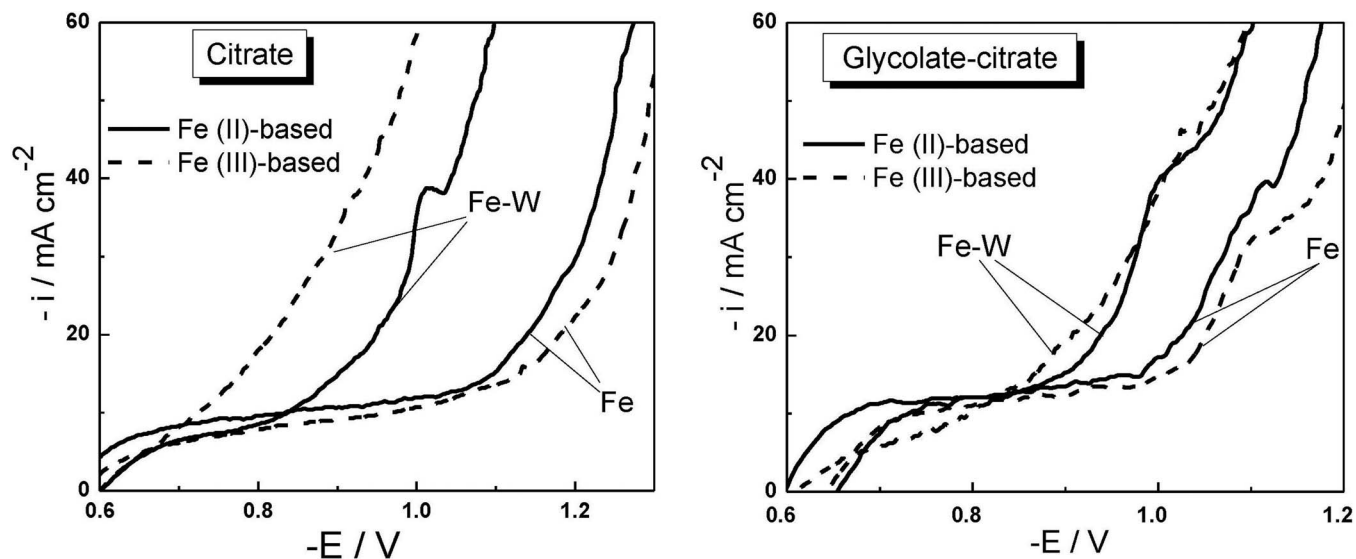 Citrate
Fe (II)-based
Fe (III)-based
Fe-W
Fe
- i / mA cm-2
60
40
20
0
0.6
0.8
1.0
1.2
-E / V
Glycolate-citrate
Fe (II)-based
Fe (III)-based
Fe-W
Fe
- i / mA cm-2
60
40
20
0
0.6
0.8
1.0
1.2
-E / V